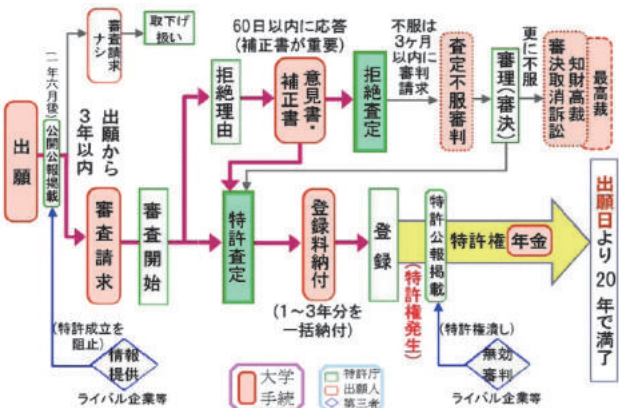 出願
(一年六月後)
公開公報掲載
審査請求
ナシ
取下げ
扱い
出願から
3年以内
審査請求
審査開始
拒絶理由
60日以内に応答
(補正書が重要)
意見書・
補正書
拒絶査定
不服は
3ヶ月
以内に
審判
請求
査定不服審判
審理(審決)
更に不服
知財高裁
審決取消訴訟
最高裁
特許査定
登録料納付
(1～3年分を
一括納付)
登録
(特許権発生)
特許公報掲載
特許権
年金
出願日より20年で満了
(特許成立を
阻止)
情報
提供
ライバル企業等
(特許権潰し)
無効
審判
ライバル企業等
大学
手続
特許庁
出願人
第三者